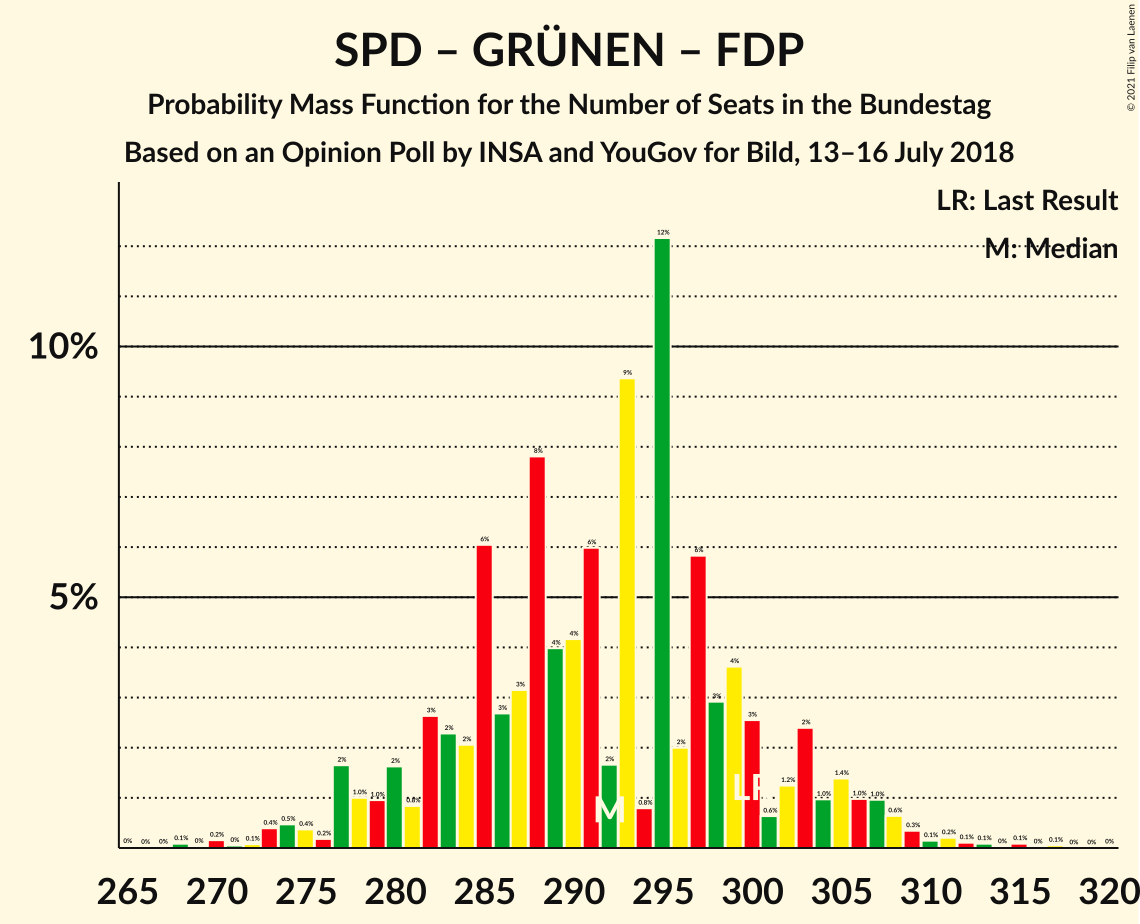 SPD – GRÜNEN – FDP
Probability Mass Function for the Number of Seats in the Bundestag
Based on an Opinion Poll by INSA and YouGov for Bild, 13–16 July 2018
© 2021 Filip van Laenen
LR: Last Result
M: Median
10%
5%
0% 0% 0% 0.1% 0% 0.2% 0% 0.1% 0.4% 0.5% 0.4% 0.2% 2% 1.0% 1.0% 2% 0.8% 3% 2% 2% 6% 3% 3% 8% 4% 4% 6% 2% 9% 0.8% 12% 2% 6% 3% 4% 3% 0.6% 1.2% 2% 1.0% 1.4% 1.0% 1.0% 0.6% 0.3% 0.1% 0.2% 0.1% 0.1% 0% 0.1% 0% 0.1% 0% 0% 0%
M
LR
265 270 275 280 285 290 295 300 305 310 315 320